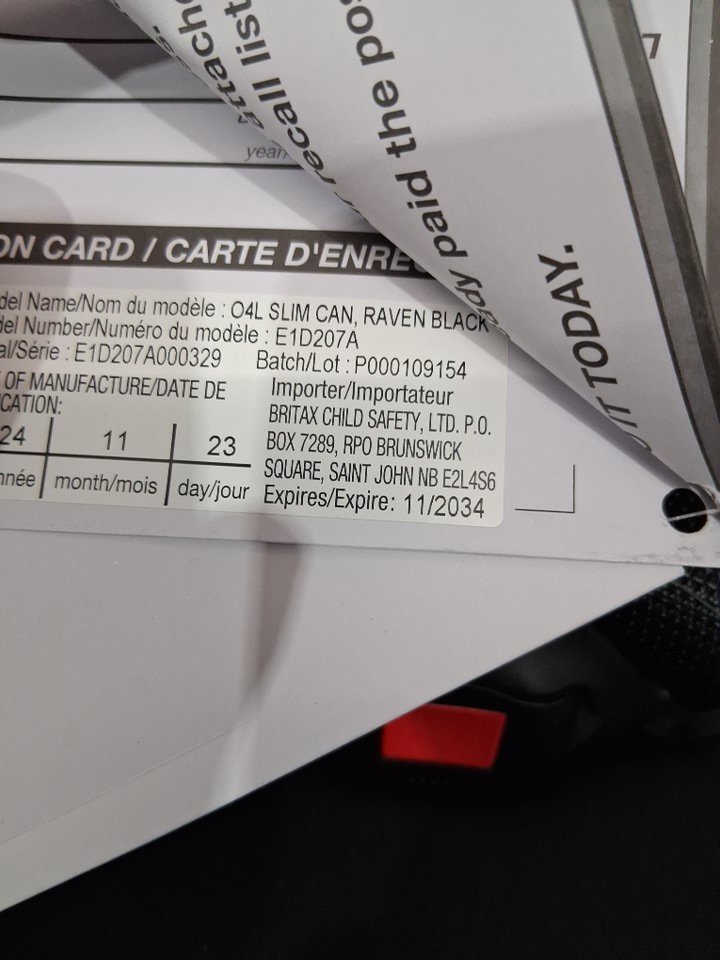 attache
recall list
dy paid the pos
UIT TODAY.
year
ON CARD / CARTE D'ENRE
del Name/Nom du modèle : O4L SLIM CAN, RAVEN BLACK
del Number/Numéro du modèle : E1D207A
al/Série : E1D207A000329 Batch/Lot : P000109154
OF MANUFACTURE/DATE DE
CATION:
24 11 23
nnée month/mois day/jour
Importer/Importateur
BRITAX CHILD SAFETY, LTD. P.O.
BOX 7289, RPO BRUNSWICK
SQUARE, SAINT JOHN NB E2L4S6
Expires/Expire: 11/2034